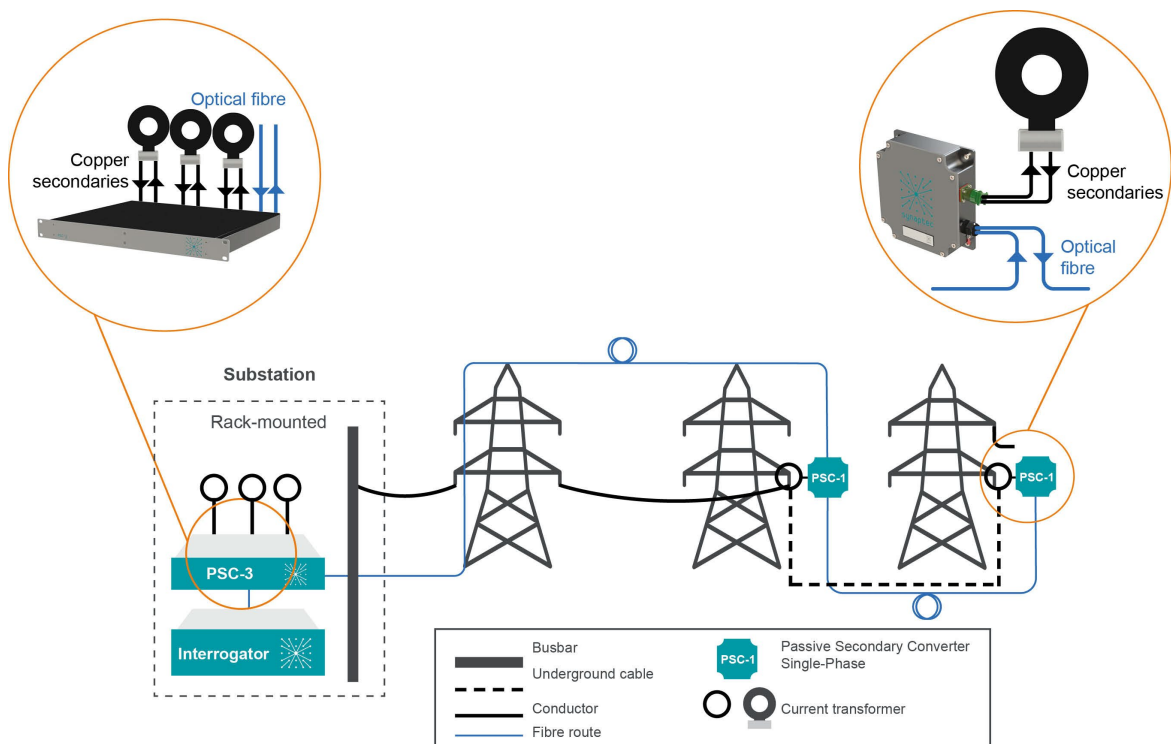 Optical fibre
Copper
secondaries
Copper
secondaries
Optical
fibre
Substation
Rack-mounted
PSC-3
Interrogator
PSC-1
PSC-1
Busbar
Underground cable
Conductor
Fibre route
PSC-1
Passive Secondary Converter
Single-Phase
Current transformer